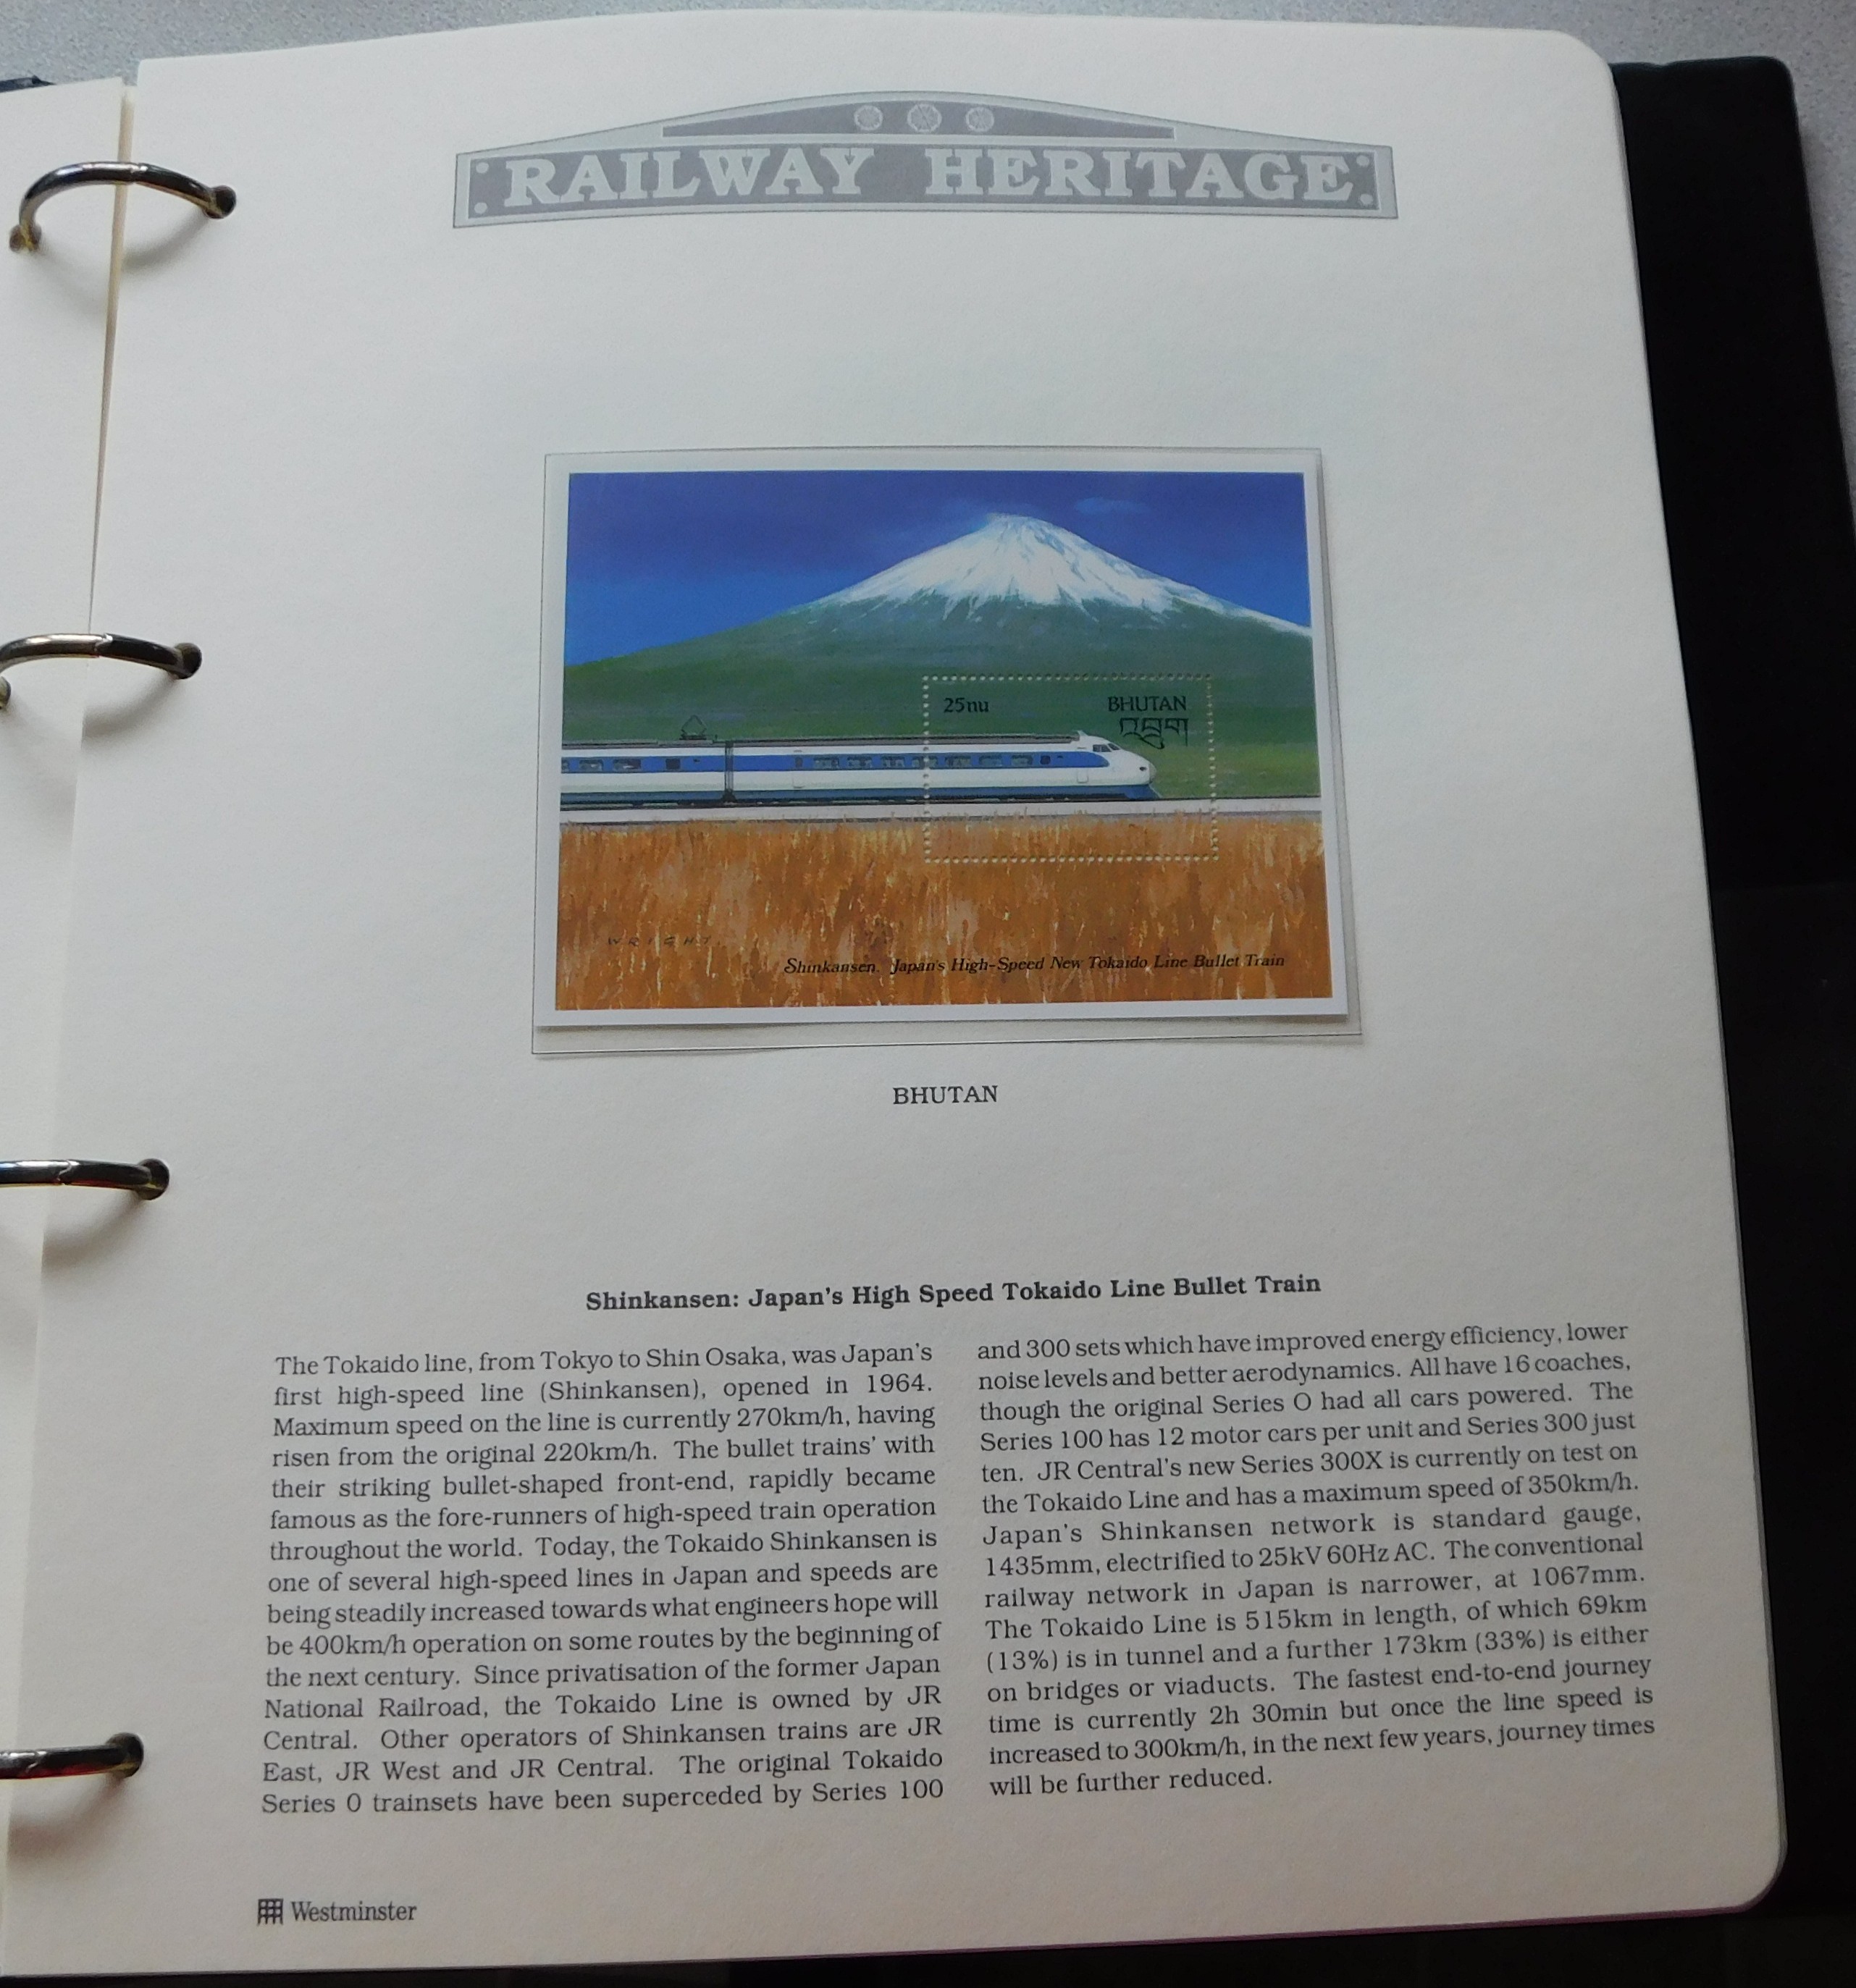 RAILWAY HERITAGE
25nu
BHUTAN
འབྲུག
WRIGHT.
Shinkansen. Japan's High-Speed New Tokaido Line Bullet Train
BHUTAN
Shinkansen: Japan's High Speed Tokaido Line Bullet Train
The Tokaido line, from Tokyo to Shin Osaka, was Japan's
first high-speed line (Shinkansen), opened in 1964.
Maximum speed on the line is currently 270km/h, having
risen from the original 220km/h. The bullet trains' with
their striking bullet-shaped front-end, rapidly became
famous as the fore-runners of high-speed train operation
throughout the world. Today, the Tokaido Shinkansen is
one of several high-speed lines in Japan and speeds are
being steadily increased towards what engineers hope will
be 400km/h operation on some routes by the beginning of
the next century. Since privatisation of the former Japan
National Railroad, the Tokaido Line is owned by JR
Central. Other operators of Shinkansen trains are JR
East, JR West and JR Central. The original Tokaido
Series 0 trainsets have been superceded by Series 100
and 300 sets which have improved energy efficiency, lower
noise levels and better aerodynamics. All have 16 coaches,
though the original Series O had all cars powered. The
Series 100 has 12 motor cars per unit and Series 300 just
ten. JR Central's new Series 300X is currently on test on
the Tokaido Line and has a maximum speed of 350km/h.
Japan's Shinkansen network is standard gauge,
1435mm, electrified to 25kV 60Hz AC. The conventional
railway network in Japan is narrower, at 1067mm.
The Tokaido Line is 515km in length, of which 69km
(13%) is in tunnel and a further 173km (33%) is either
on bridges or viaducts. The fastest end-to-end journey
time is currently 2h 30min but once the line speed is
increased to 300km/h, in the next few years, journey times
will be further reduced.
Westminster